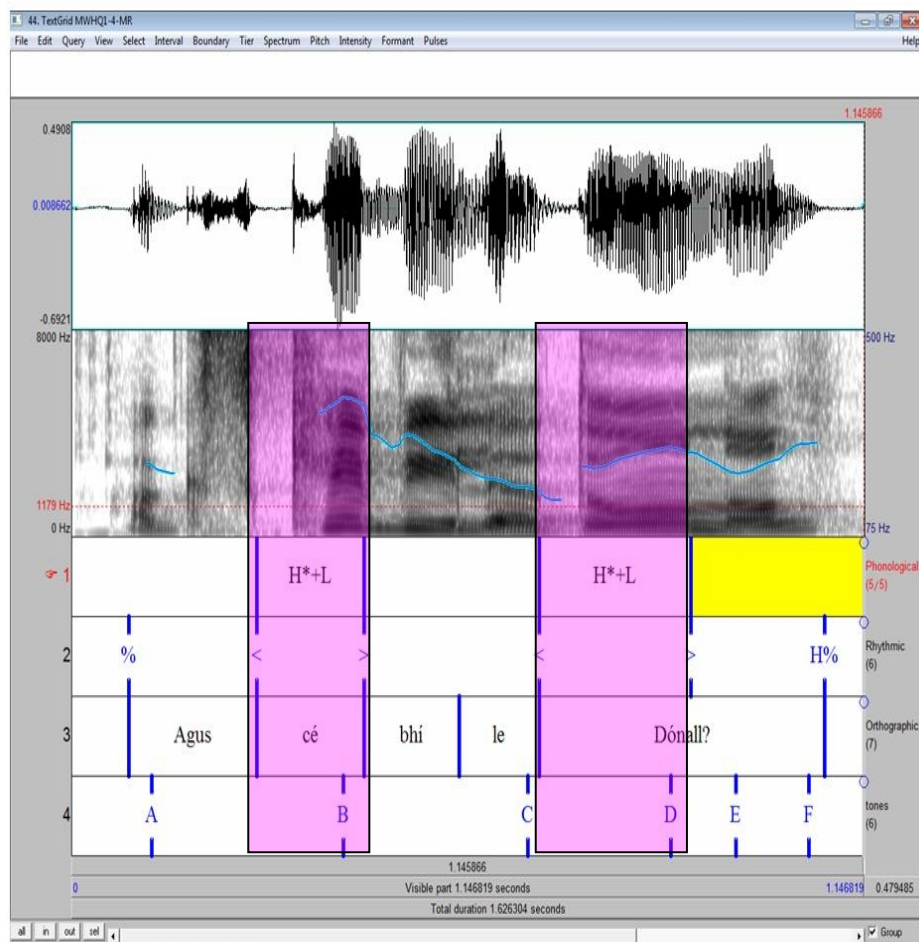 44. TextGrid MWHQ1-4-MR
File Edit Query View Select Interval Boundary Tier Spectrum Pitch Intensity Formant Pulses Help
1.145866
0.4908
0.008662
-0.6921
8000 Hz 500 Hz
1179 Hz
0 Hz 75 Hz
1 H*+L H*+L Phonological
(5/5)
2 % < > < > H% Rhythmic
(6)
3 Agus cé bhí le Dónall? Orthographic
(7)
4 A B C D E F tones
(6)
1.145866
0 Visible part 1.146819 seconds 1.146819 0.479485
Total duration 1.626304 seconds
all in out sel Group